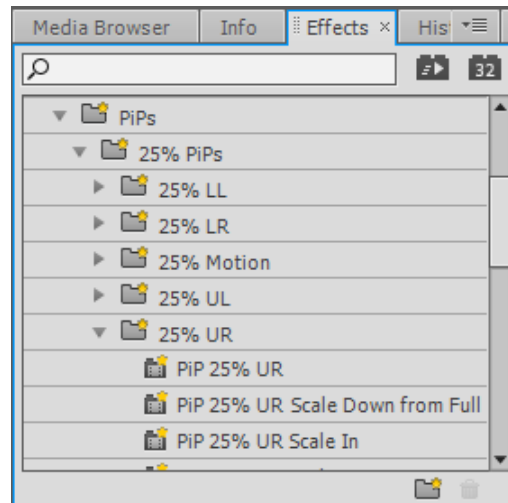 Media Browser Info Effects × His
32
PiPs
25% PiPs
25% LL
25% LR
25% Motion
25% UL
25% UR
PiP 25% UR
PiP 25% UR Scale Down from Full
PiP 25% UR Scale In